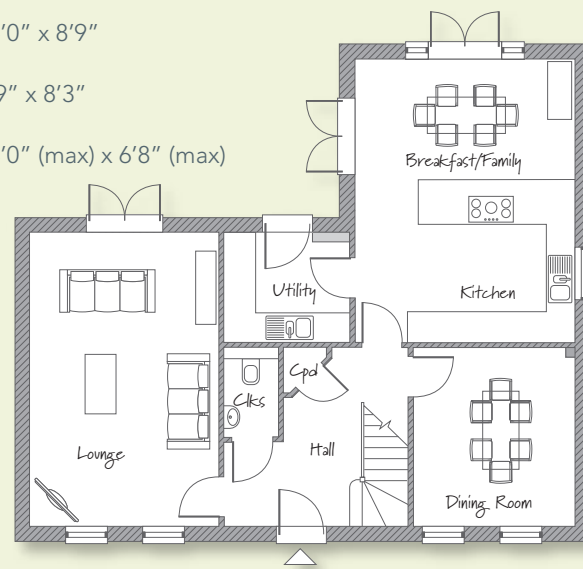 ’0” x 8’9”
9” x 8’3”
’0” (max) x 6’8” (max)
Breakfast/Family
Utility
Kitchen
Cpd
Clks
Lounge
Hall
Dining Room